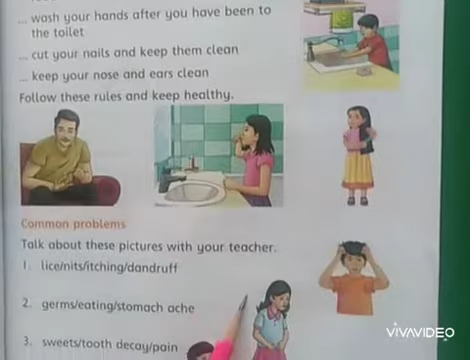 ... wash your hands after you have been to
the toilet
... cut your nails and keep them clean
... keep your nose and ears clean
Follow these rules and keep healthy.
Common problems
Talk about these pictures with your teacher.
1. lice/nits/itching/dandruff
2. germs/eating/stomach ache
3. sweets/tooth decay/pain
VIVAVIDEO